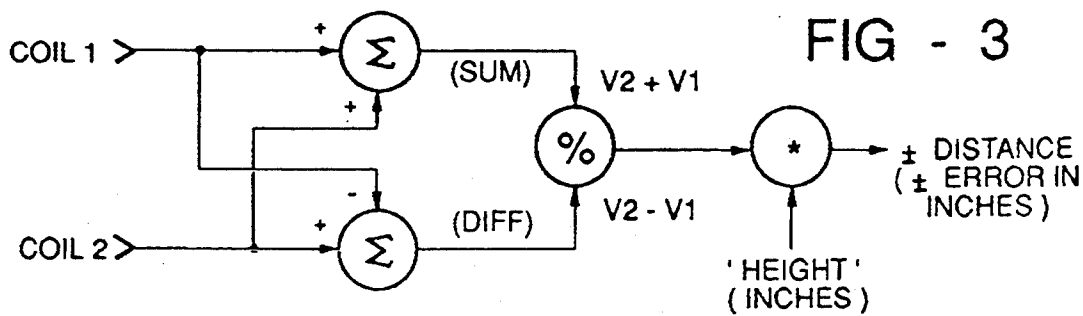 FIG - 3
COIL 1
+
Σ
(SUM)
V2 + V1
+
%
*
± DISTANCE
( ± ERROR IN
INCHES )
-
V2 - V1
COIL 2
+
Σ
(DIFF)
' HEIGHT '
( INCHES )